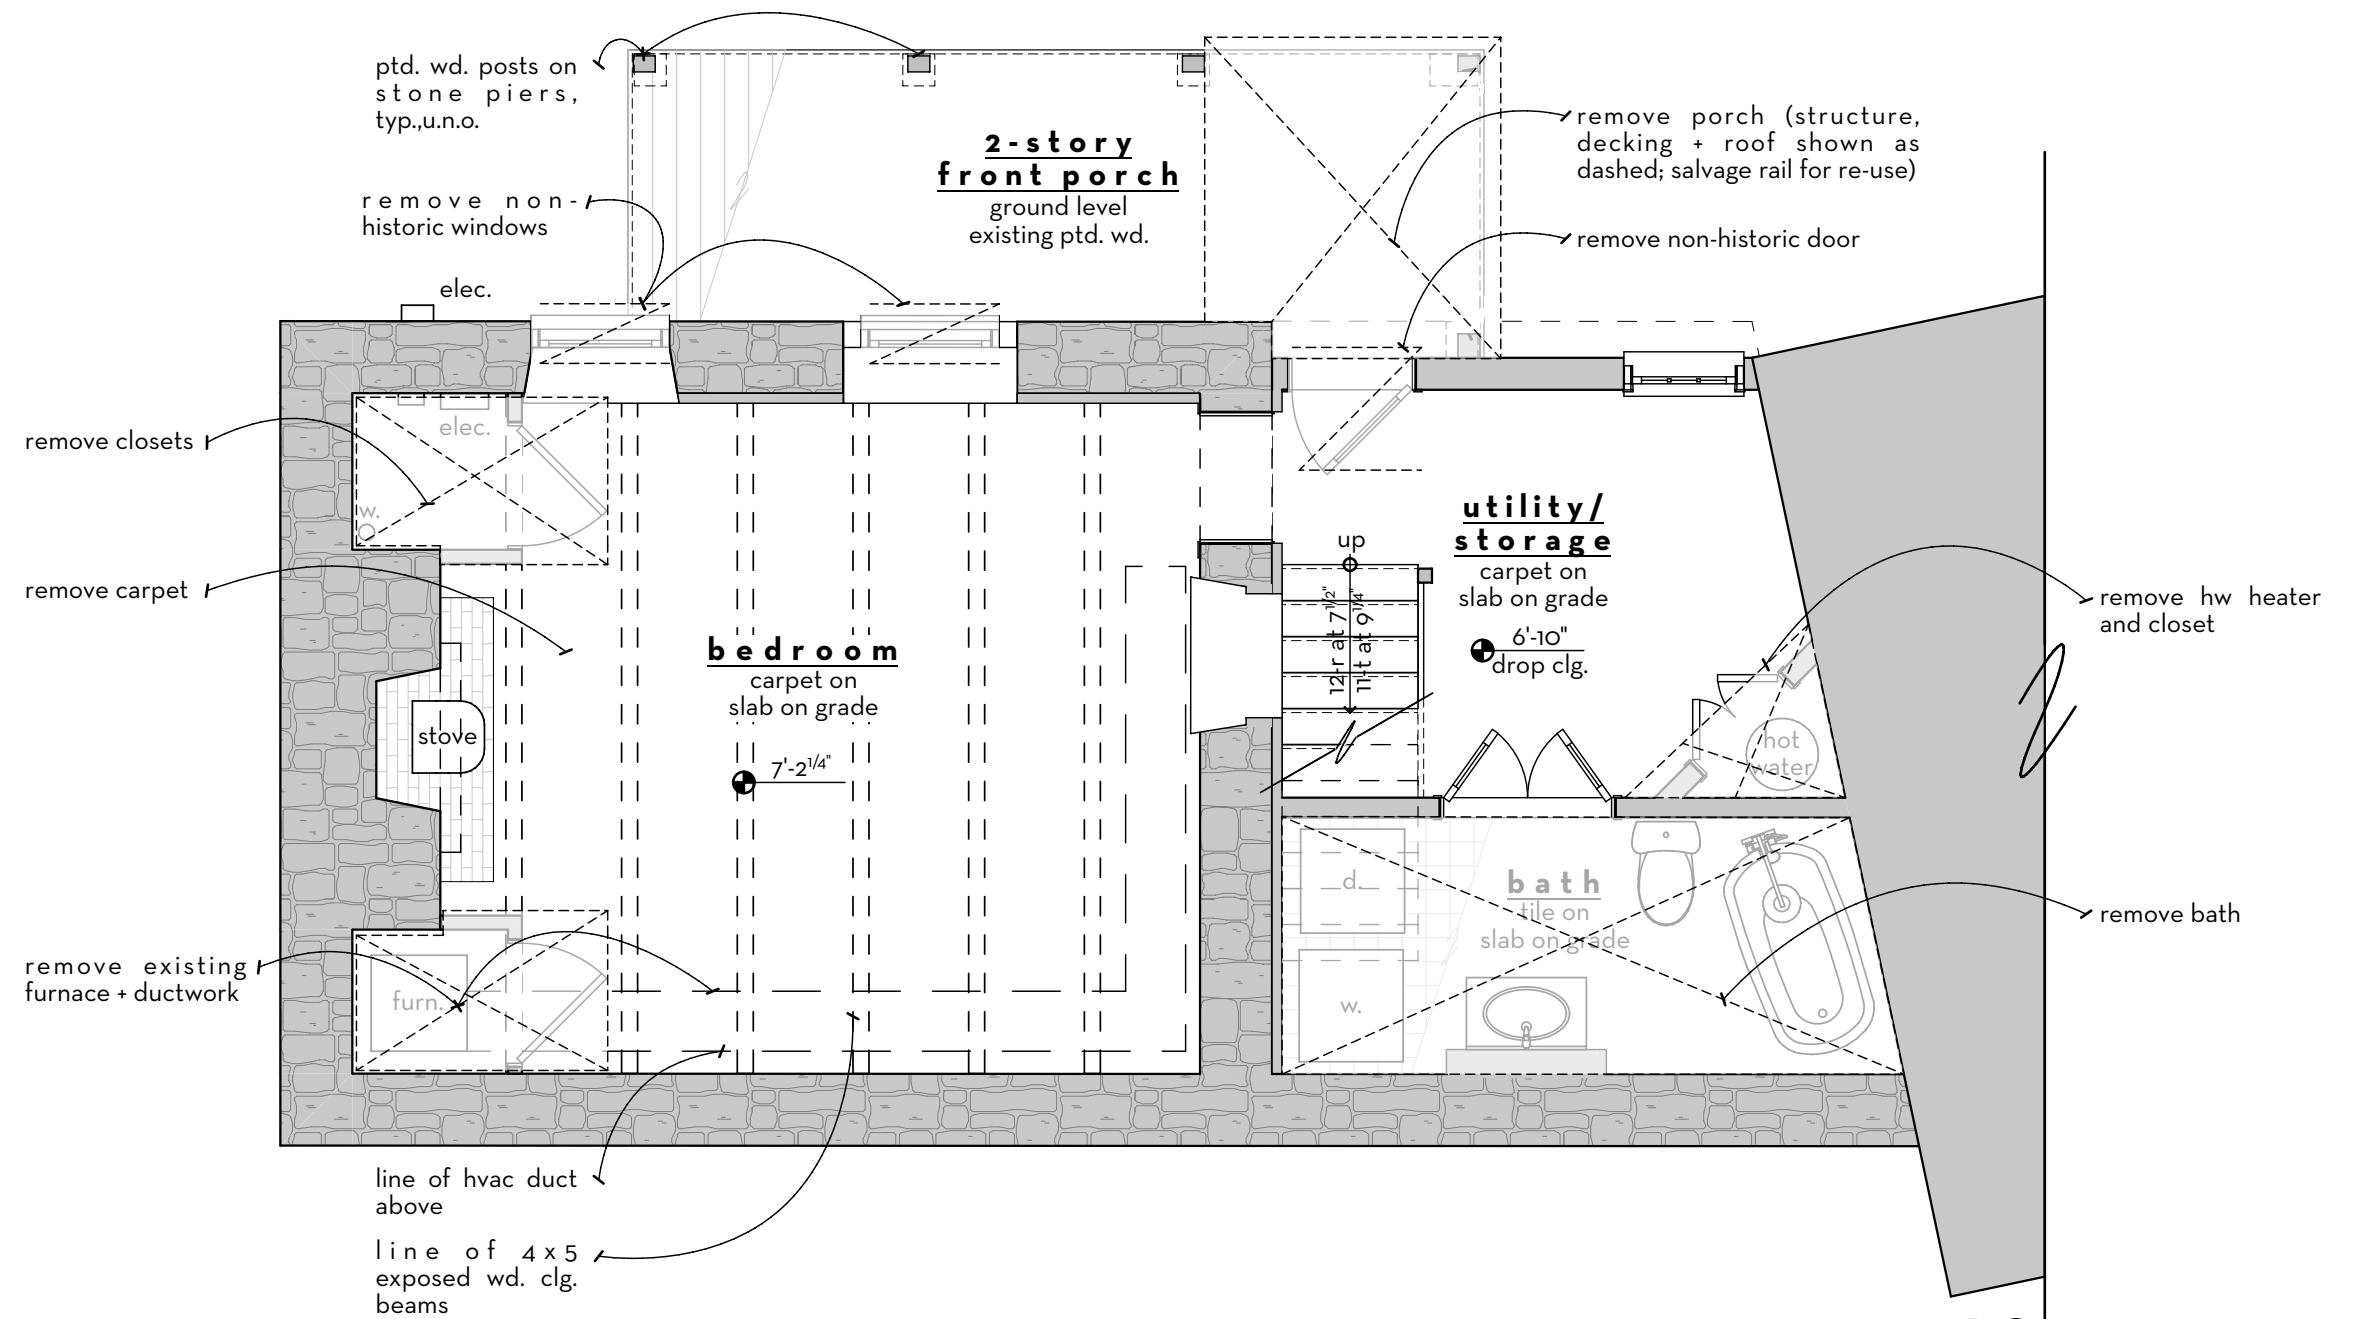 ptd. wd. posts on
stone piers,
typ.,u.n.o.
remove non-
historic windows
elec.
2-story
front porch
ground level
existing ptd. wd.
remove porch (structure,
decking + roof shown as
dashed; salvage rail for re-use)
remove non-historic door
remove closets
elec.
w.
remove carpet
stove
bedroom
carpet on
slab on grade
7'-2 1/4"
up
12-r at 7 1/2"
11-t at 9 1/4"
utility/
storage
carpet on
slab on grade
6'-10"
drop clg.
remove hw heater
and closet
hot
water
d.
w.
bath
tile on
slab on grade
remove bath
remove existing
furnace + ductwork
furn.
line of hvac duct
above
line of 4x5
exposed wd. clg.
beams